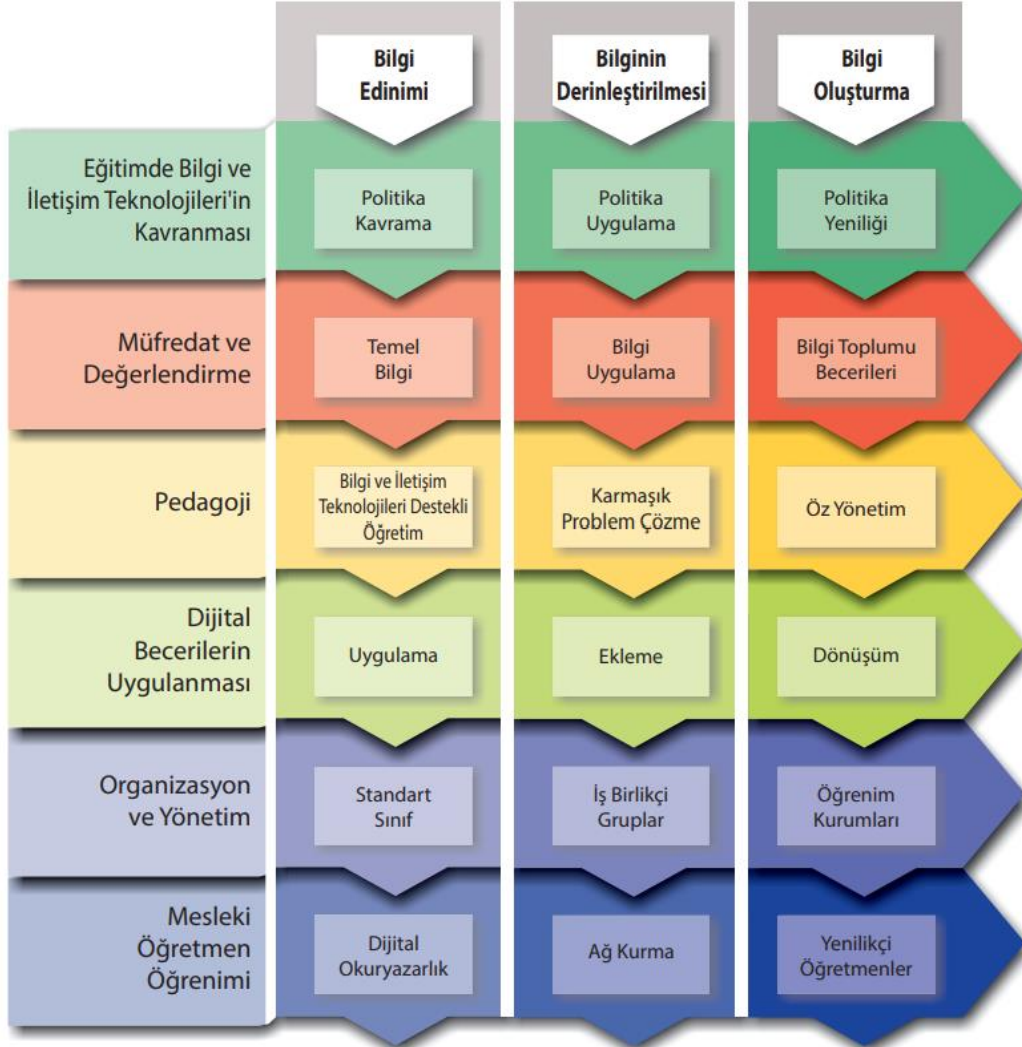 Bilgi
Edinimi
Bilginin
Derinleştirilmesi
Bilgi
Oluşturma
Eğitimde Bilgi ve
İletişim Teknolojileri'in
Kavranması
Politika
Kavrama
Politika
Uygulama
Politika
Yeniliği
Müfredat ve
Değerlendirme
Temel
Bilgi
Bilgi
Uygulama
Bilgi Toplumu
Becerileri
Pedagoji
Bilgi ve İletişim
Teknolojileri Destekli
Öğretim
Karmaşık
Problem Çözme
Öz Yönetim
Dijital
Becerilerin
Uygulanması
Uygulama
Ekleme
Dönüşüm
Organizasyon
ve Yönetim
Standart
Sınıf
İş Birlikçi
Gruplar
Öğrenim
Kurumları
Mesleki
Öğretmen
Öğrenimi
Dijital
Okuryazarlık
Ağ Kurma
Yenilikçi
Öğretmenler